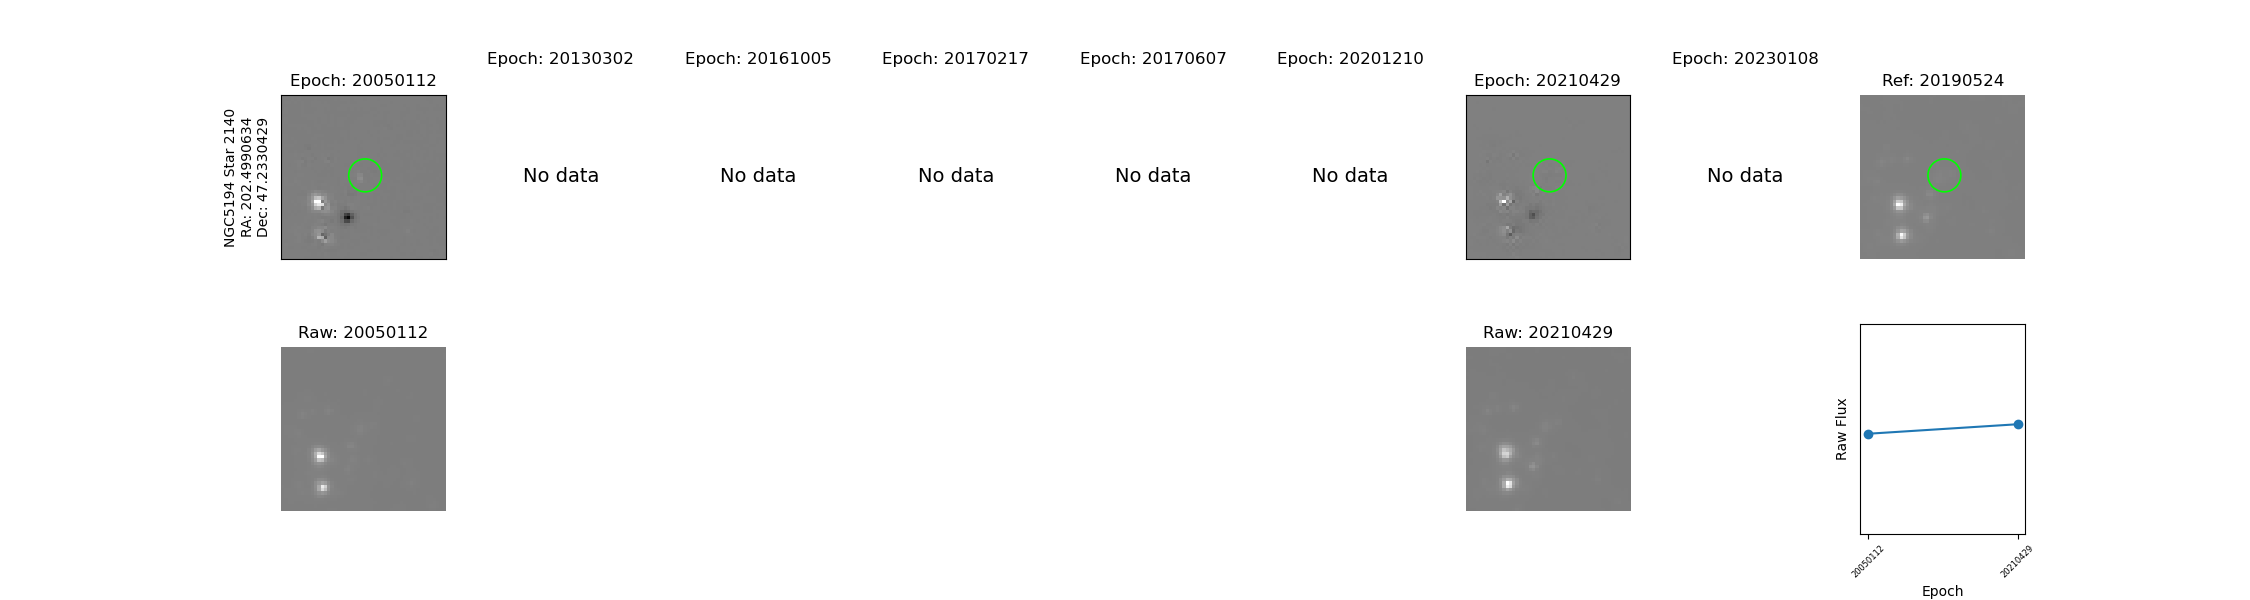 Epoch: 20050112
Epoch: 20130302
Epoch: 20161005
Epoch: 20170217
Epoch: 20170607
Epoch: 20201210
Epoch: 20210429
Epoch: 20230108
Ref: 20190524
NGC5194 Star 2140
RA: 202.4990634
Dec: 47.2330429
No data
No data
No data
No data
No data
No data
Raw: 20050112
Raw: 20210429
Raw Flux
20050112
20210429
Epoch